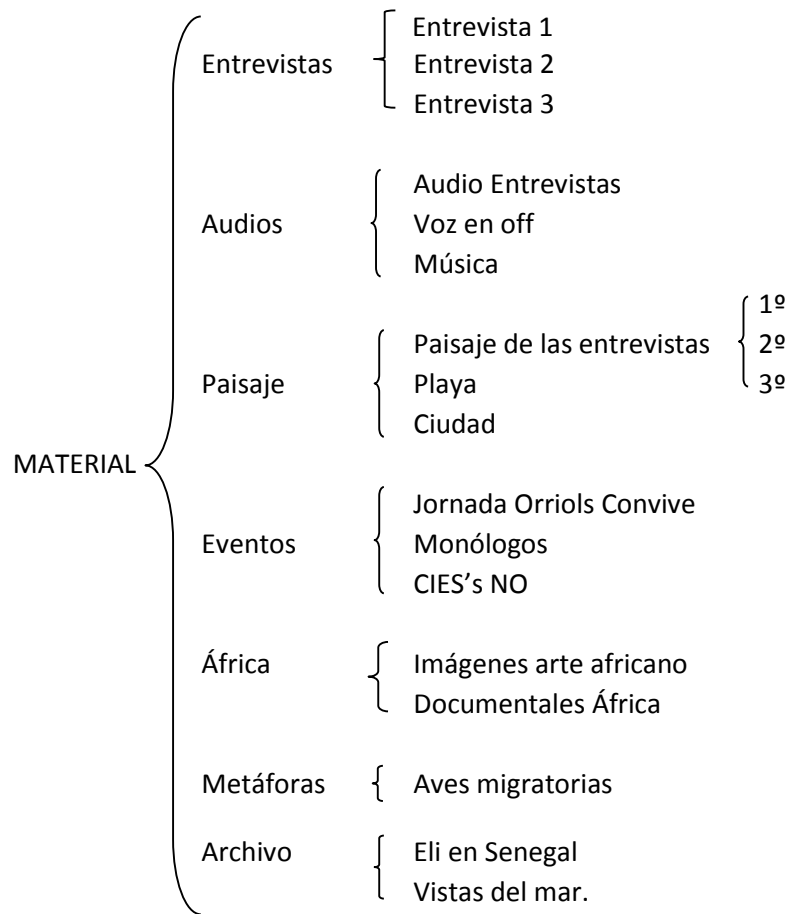 Entrevista 1
Entrevistas
Entrevista 2
Entrevista 3
Audio Entrevistas
Audios
Voz en off
Música
1º
Paisaje de las entrevistas
2º
Paisaje
Playa
3º
Ciudad
MATERIAL
Jornada Orriols Convive
Eventos
Monólogos
CIES’s NO
África
Imágenes arte africano
Documentales África
Metáforas
Aves migratorias
Archivo
Eli en Senegal
Vistas del mar.